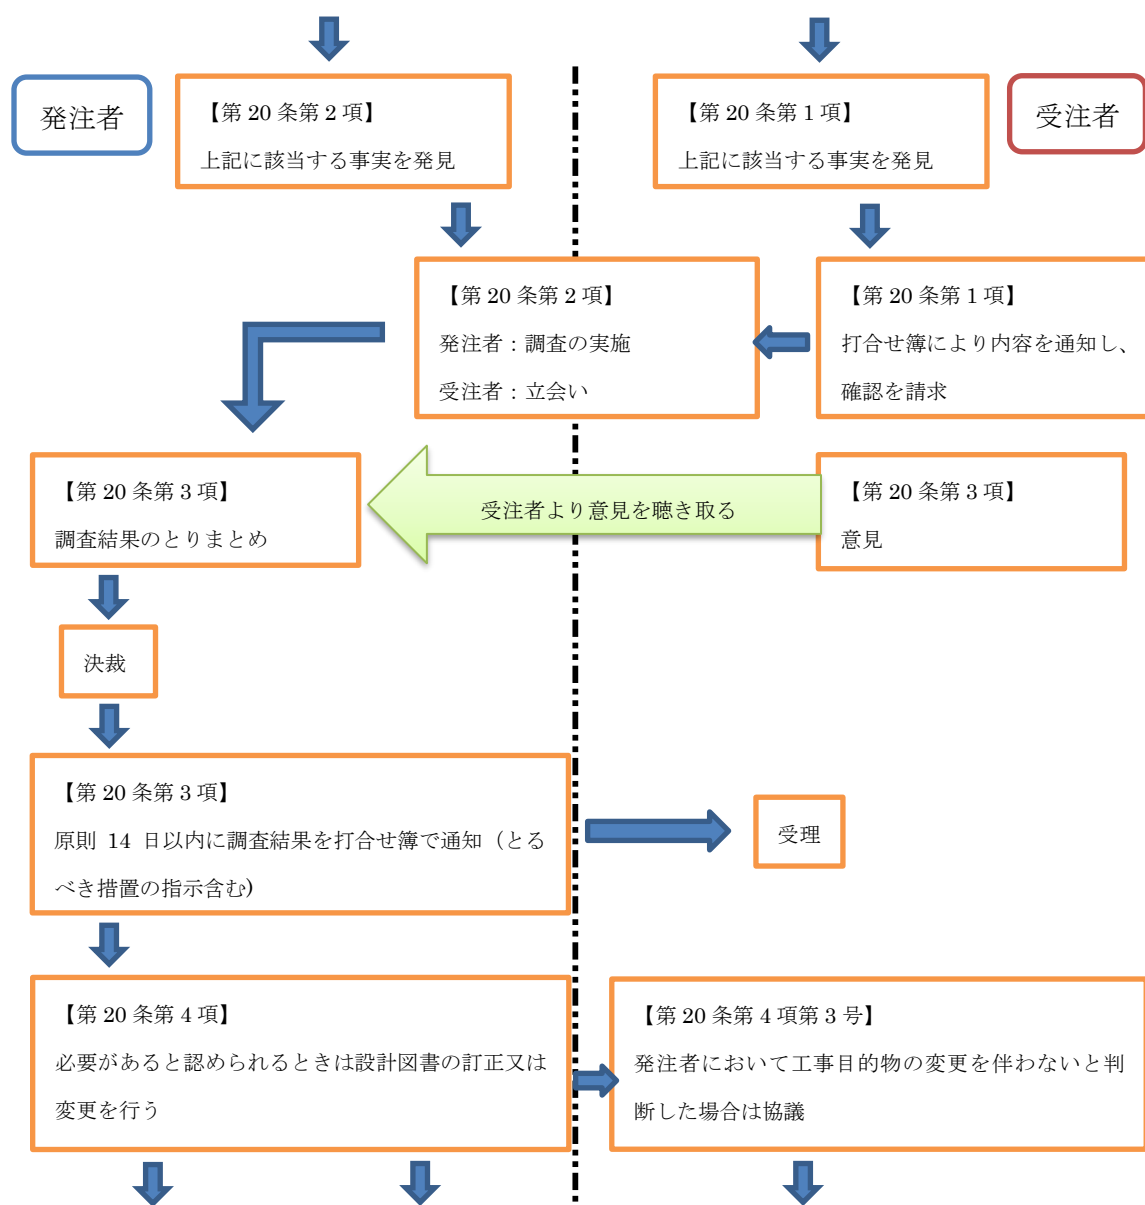 発注者
【第 20 条第 2 項】
上記に該当する事実を発見
【第 20 条第 1 項】
上記に該当する事実を発見
受注者
【第 20 条第 2 項】
発注者：調査の実施
受注者：立会い
【第 20 条第 1 項】
打合せ簿により内容を通知し、
確認を請求
【第 20 条第 3 項】
調査結果のとりまとめ
受注者より意見を聴き取る
【第 20 条第 3 項】
意見
決裁
【第 20 条第 3 項】
原則 14 日以内に調査結果を打合せ簿で通知（とる
べき措置の指示含む)
受理
【第 20 条第 4 項】
必要があると認められるときは設計図書の訂正又は
変更を行う
【第 20 条第 4 項第 3 号】
発注者において工事目的物の変更を伴わないと判
断した場合は協議